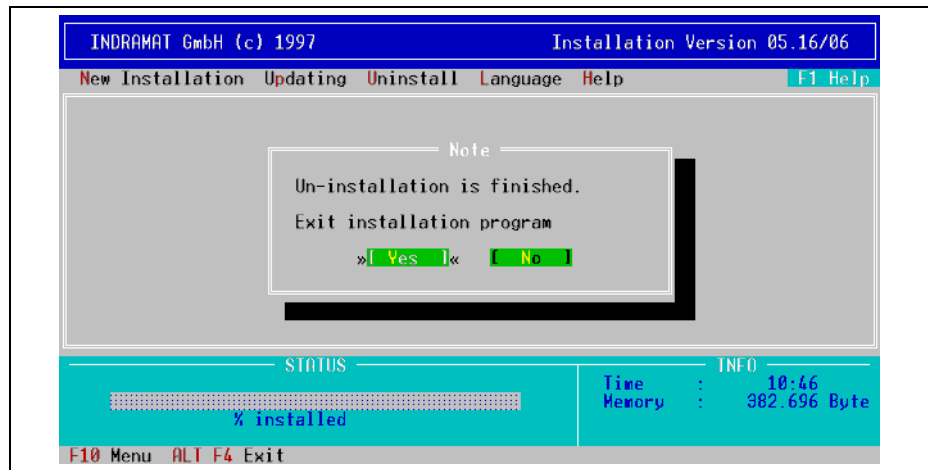 INDRAMAT GmbH (c) 1997 Installation Version 05.16/06
New Installation Updating Uninstall Language Help F1 Help
Note
Un-installation is finished.
Exit installation program
»[ Yes ]« [ No ]
STATUS INFO
Time : 10:46
Memory : 382.696 Byte
% installed
F10 Menu ALT F4 Exit